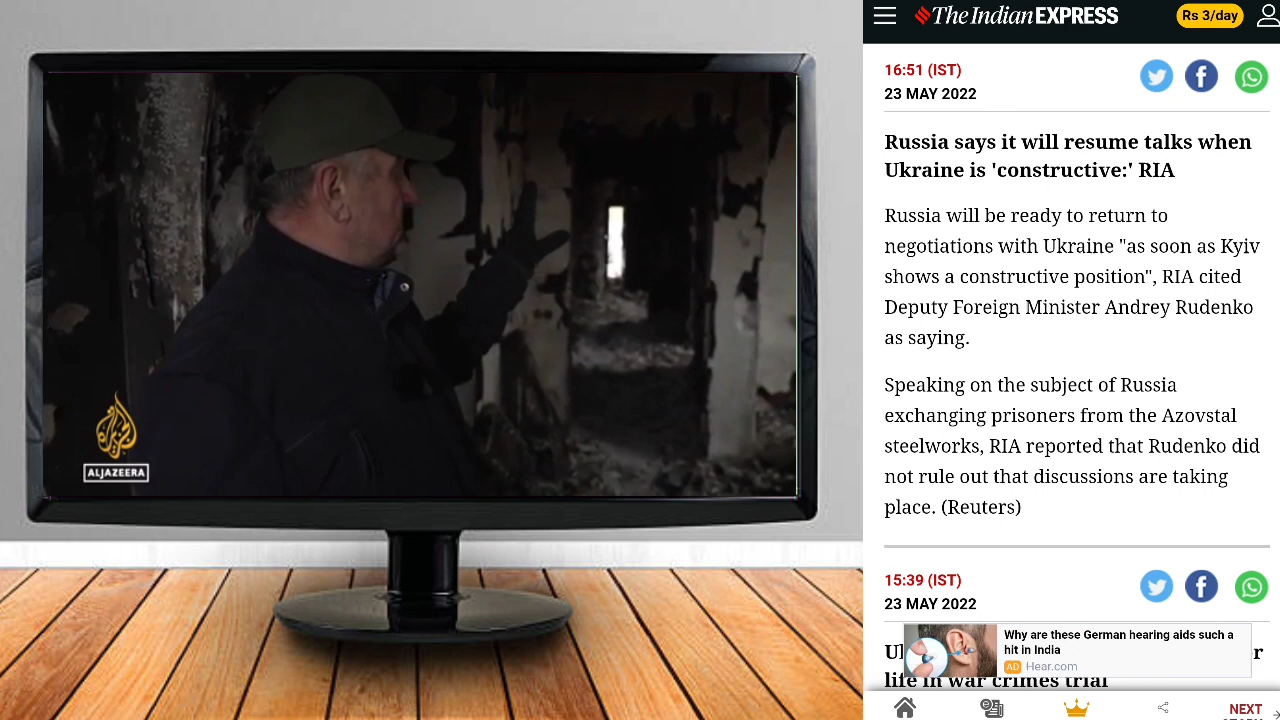 ALJAZEERA
The Indian EXPRESS
Rs 3/day
16:51 (IST)
23 MAY 2022
Russia says it will resume talks when
Ukraine is 'constructive:' RIA
Russia will be ready to return to
negotiations with Ukraine "as soon as Kyiv
shows a constructive position", RIA cited
Deputy Foreign Minister Andrey Rudenko
as saying.
Speaking on the subject of Russia
exchanging prisoners from the Azovstal
steelworks, RIA reported that Rudenko did
not rule out that discussions are taking
place. (Reuters)
15:39 (IST)
23 MAY 2022
Why are these German hearing aids such a
hit in India
AD Hear.com
life in war crimes trial
NEXT